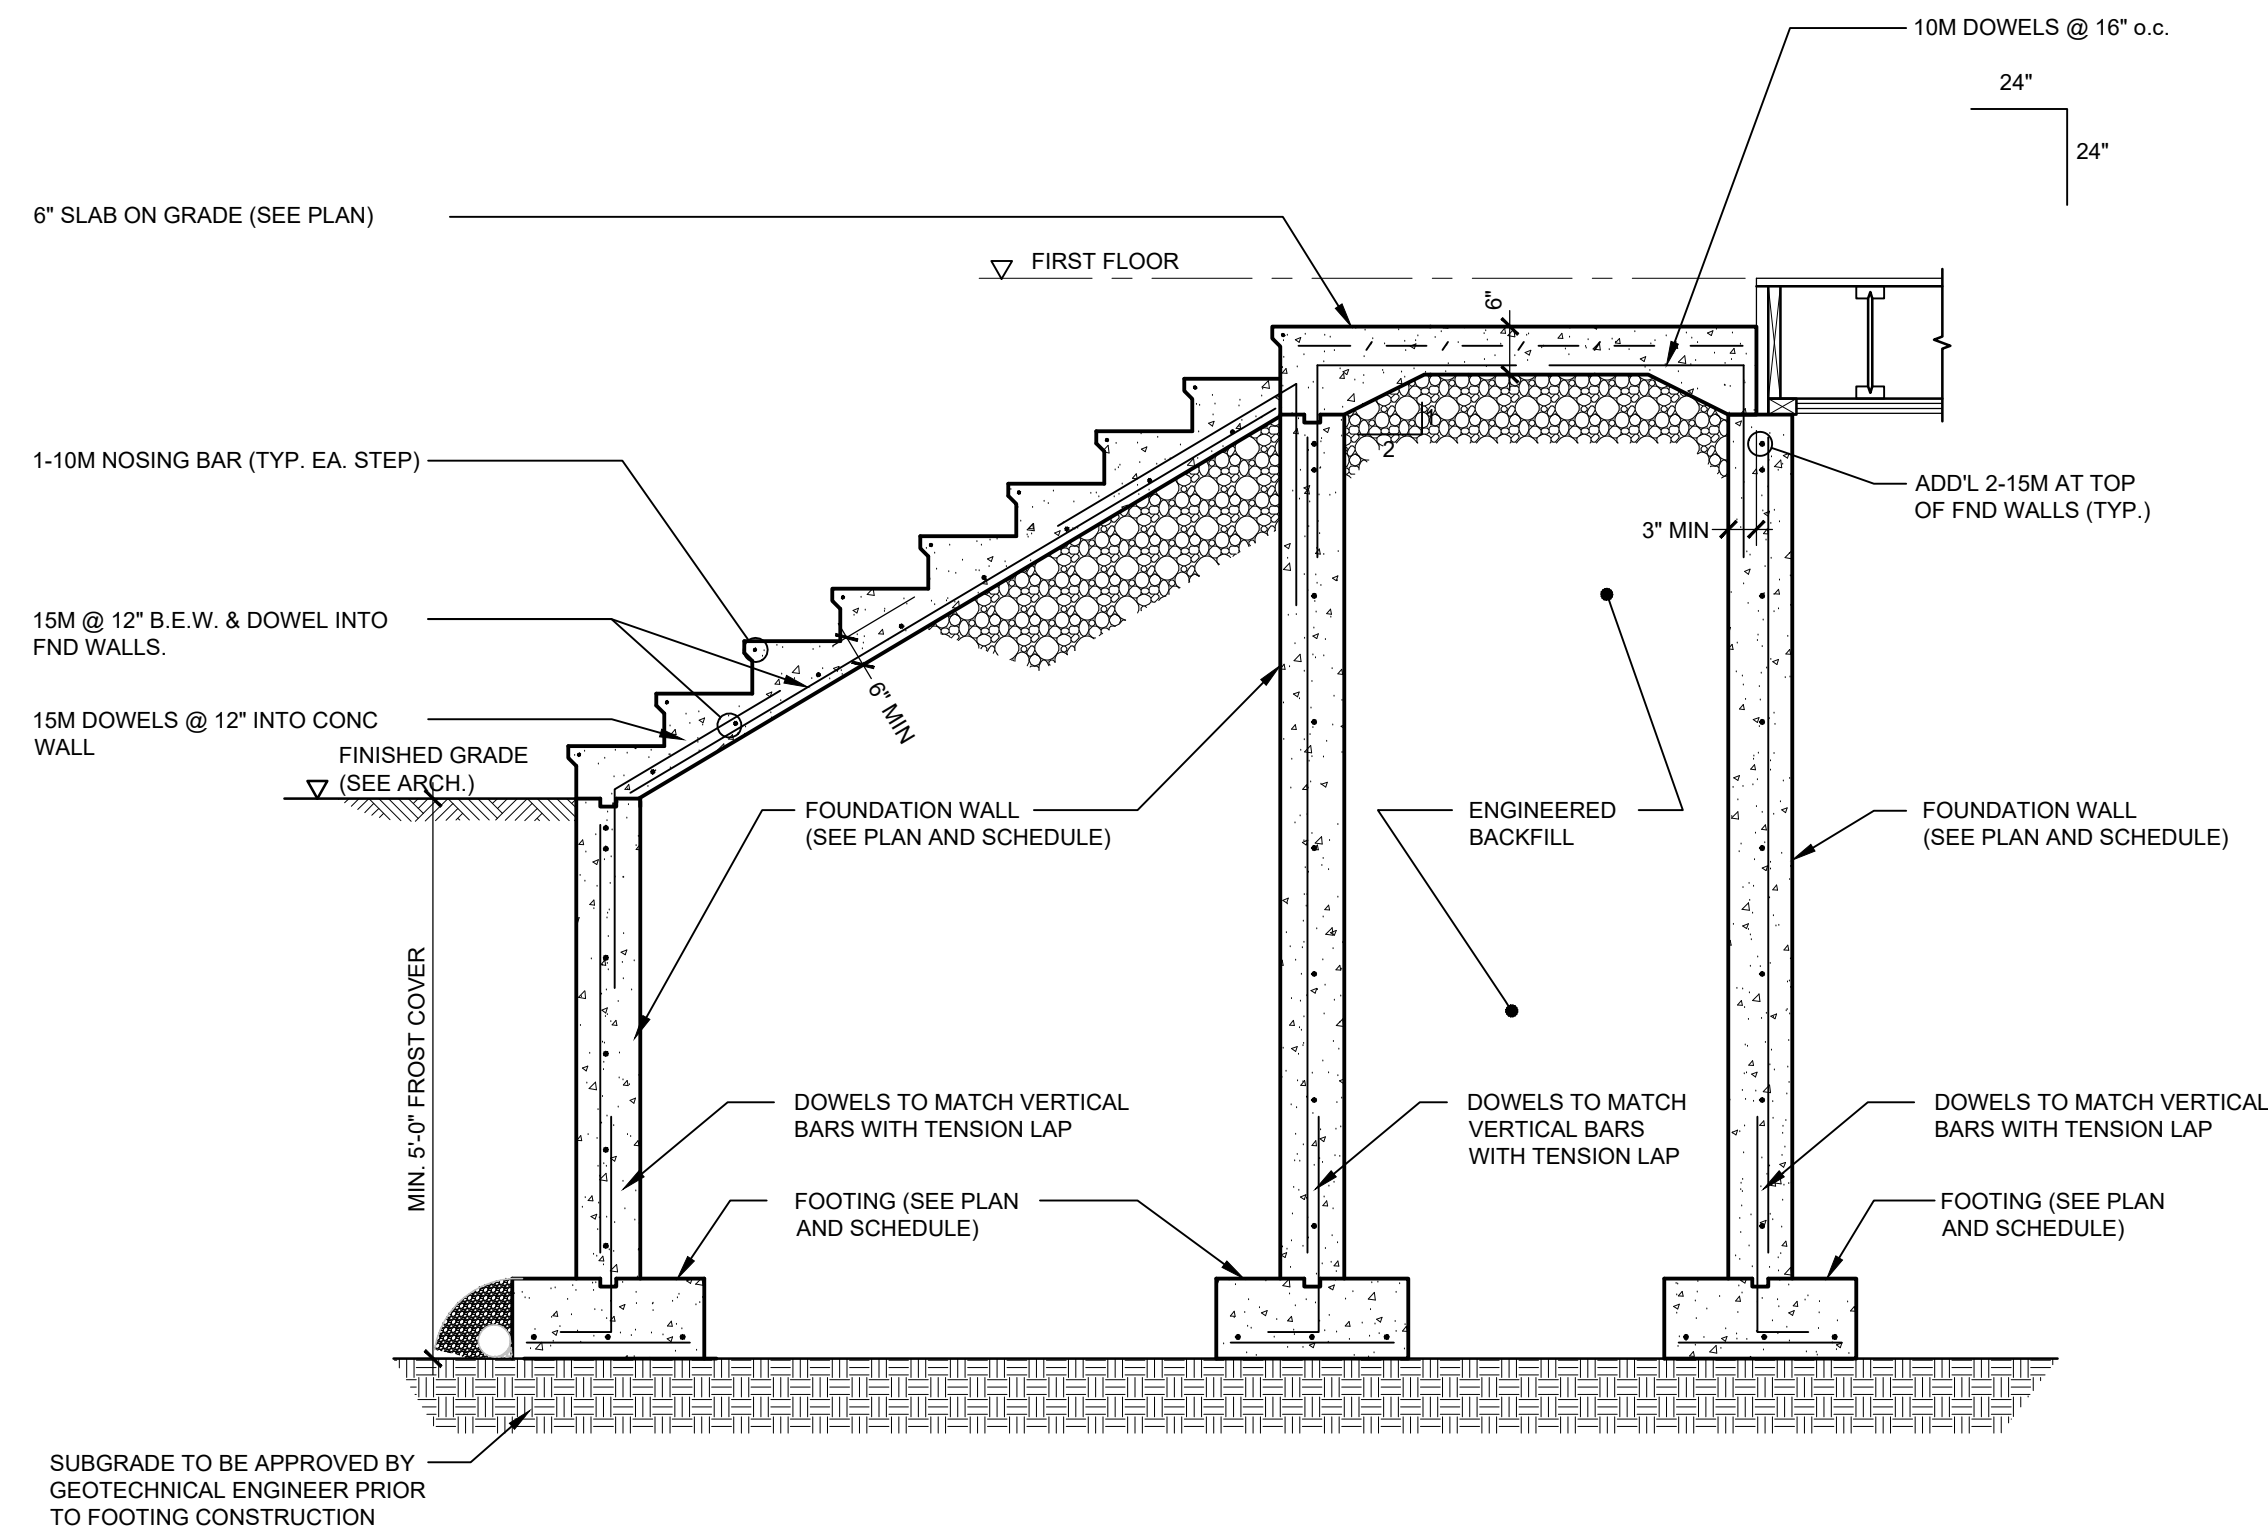 10M DOWELS @ 16" o.c.
24"
24"
6" SLAB ON GRADE (SEE PLAN)
FIRST FLOOR
6"
1-10M NOSING BAR (TYP. EA. STEP)
1
2
ADD'L 2-15M AT TOP
OF FND WALLS (TYP.)
3" MIN
15M @ 12" B.E.W. & DOWEL INTO
FND WALLS.
6" MIN
15M DOWELS @ 12" INTO CONC
WALL
FINISHED GRADE
(SEE ARCH.)
FOUNDATION WALL
(SEE PLAN AND SCHEDULE)
ENGINEERED
BACKFILL
FOUNDATION WALL
(SEE PLAN AND SCHEDULE)
MIN. 5'-0" FROST COVER
DOWELS TO MATCH VERTICAL
BARS WITH TENSION LAP
DOWELS TO MATCH
VERTICAL BARS
WITH TENSION LAP
DOWELS TO MATCH VERTICAL
BARS WITH TENSION LAP
FOOTING (SEE PLAN
AND SCHEDULE)
FOOTING (SEE PLAN
AND SCHEDULE)
SUBGRADE TO BE APPROVED BY
GEOTECHNICAL ENGINEER PRIOR
TO FOOTING CONSTRUCTION